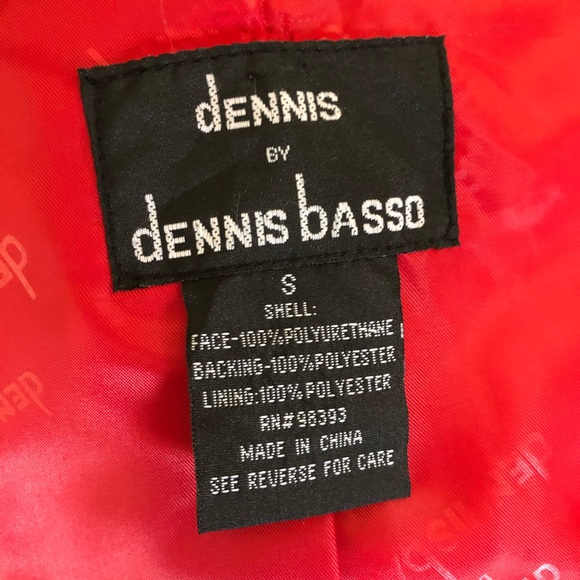 dENNIS
BY
dENNIS bASSO
S
SHELL:
FACE-100%POLYURETHANE
BACKING-100%POLYESTER
LINING:100%POLYESTER
RN#98393
MADE IN CHINA
SEE REVERSE FOR CARE